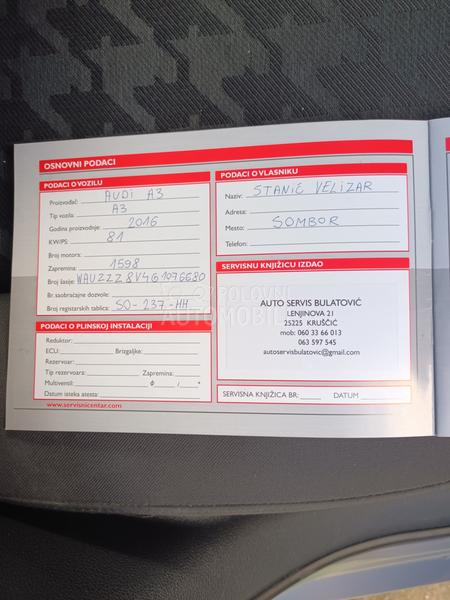 OSNOVNI PODACI
PODACI O VOZILU
Proizvođač: AUDI A3
Tip vozila: A3
Godina proizvodnje: 2016
KW/PS: 81
Broj motora:
Zapremina: 1598
Broj šasije: WAUZZZ8V4G1076680
Br.saobraćajne dozvole:
Broj registarskih tablica: SO-237-HH
PODACI O PLINSKOJ INSTALACIJI
Reduktor:
ECU: Brizgaljke:
Rezervoar:
Tip rezervoara: Zapremina:
Multiventil: Φ / °
Datum isteka atesta:
www.servisnicentar.com
PODACI O VLASNIKU
Naziv: STANIĆ VELIZAR
Adresa:
Mesto: SOMBOR
Telefon:
SERVISNU KNJIŽICU IZDAO
AUTO SERVIS BULATOVIĆ
LENJINOVA 21
25225 KRUŠČIĆ
mob: 060 33 66 013
063 597 545
autoservisbulatovic@gmail.com
SERVISNA KNJIŽICA BR: DATUM
POLOVNI
AUTOMOBILI